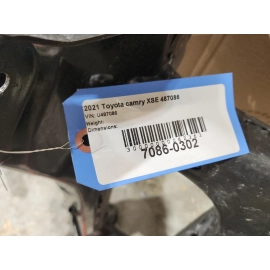 2021 Toyota camry XSE 487086
VIN: U487086
Weight:
Dimensions:
7086-0302